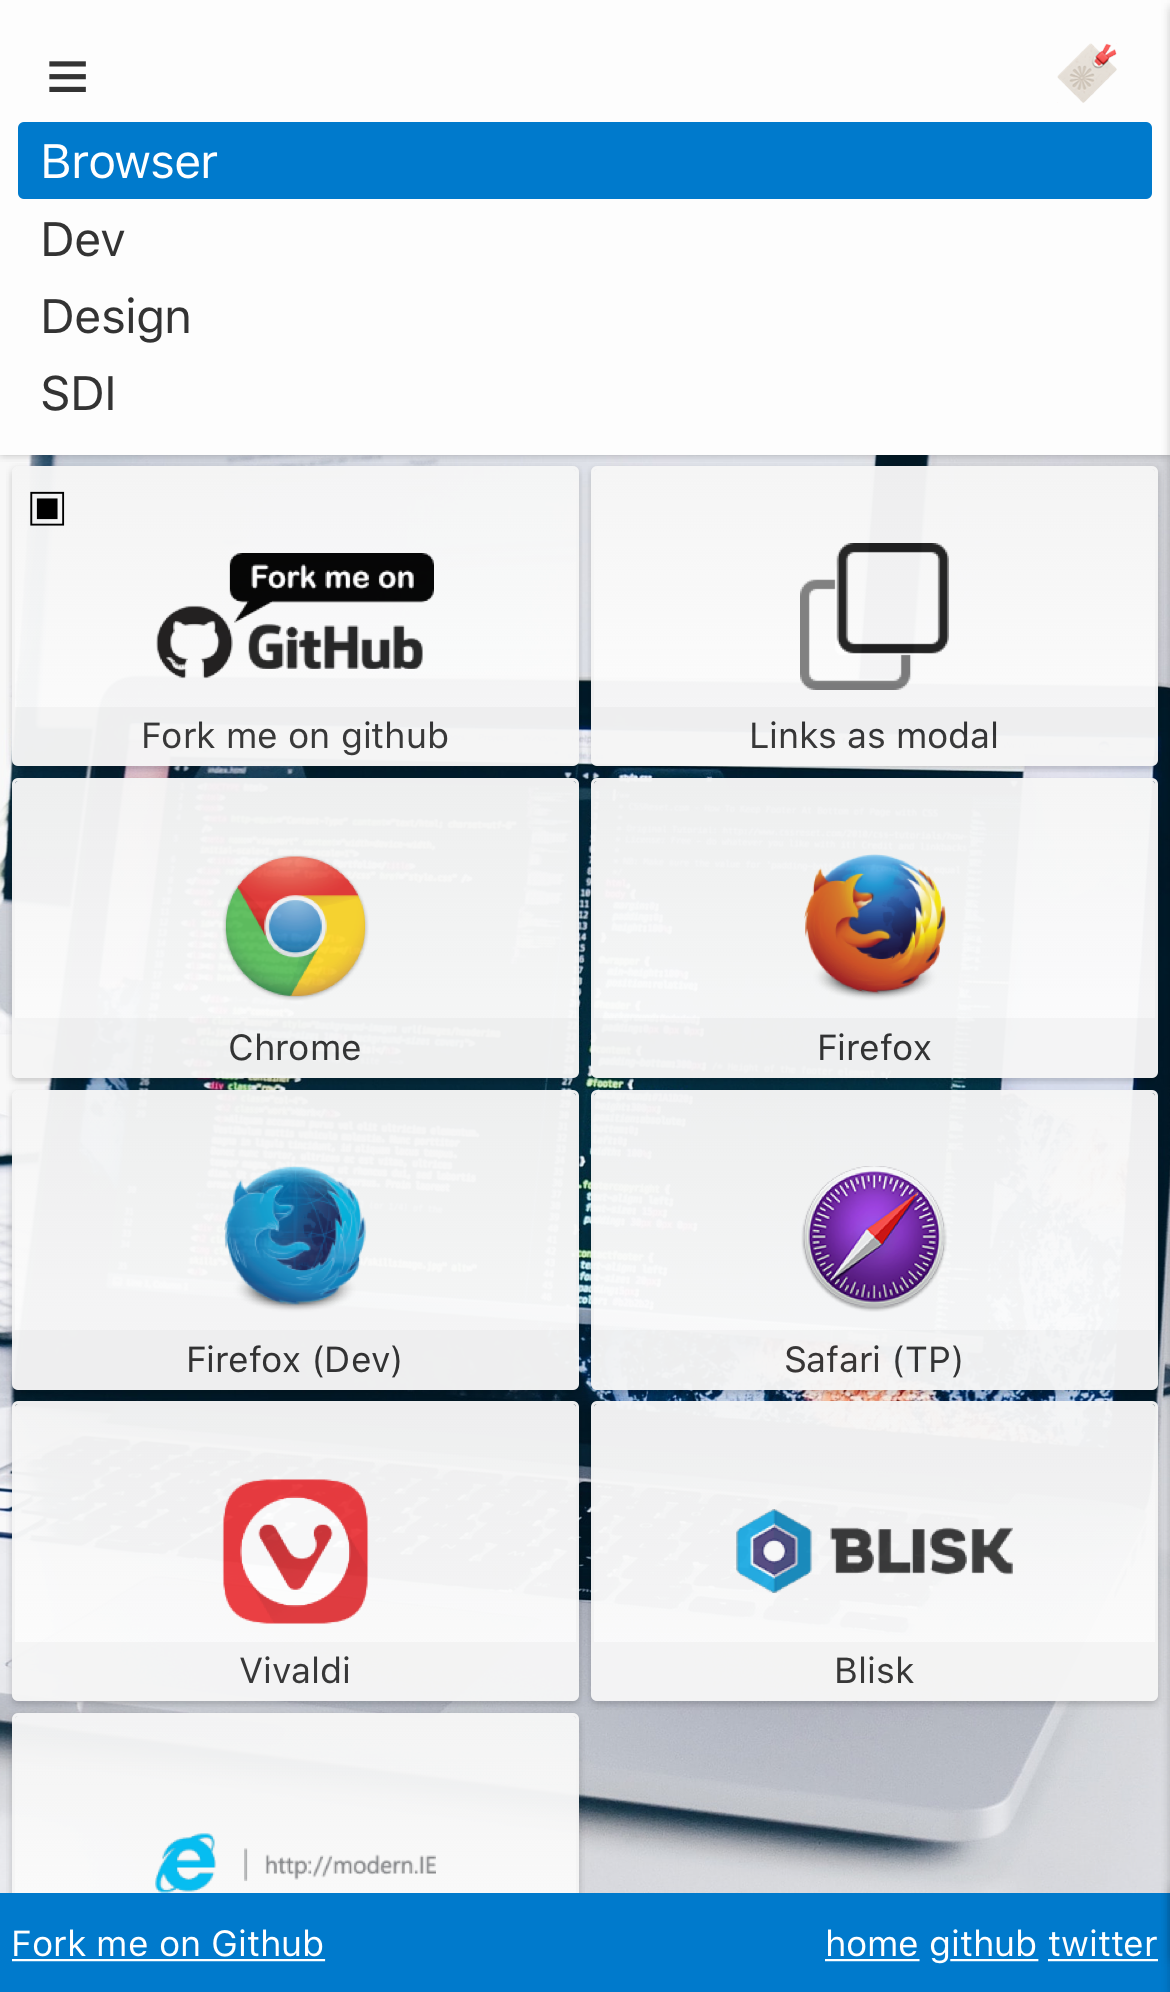 Browser
Dev
Design
SDI
Fork me on
GitHub
Fork me on github
Links as modal
Chrome
Firefox
Firefox (Dev)
Safari (TP)
Vivaldi
BLISK
Blisk
http://modern.IE
Fork me on Github
home github twitter